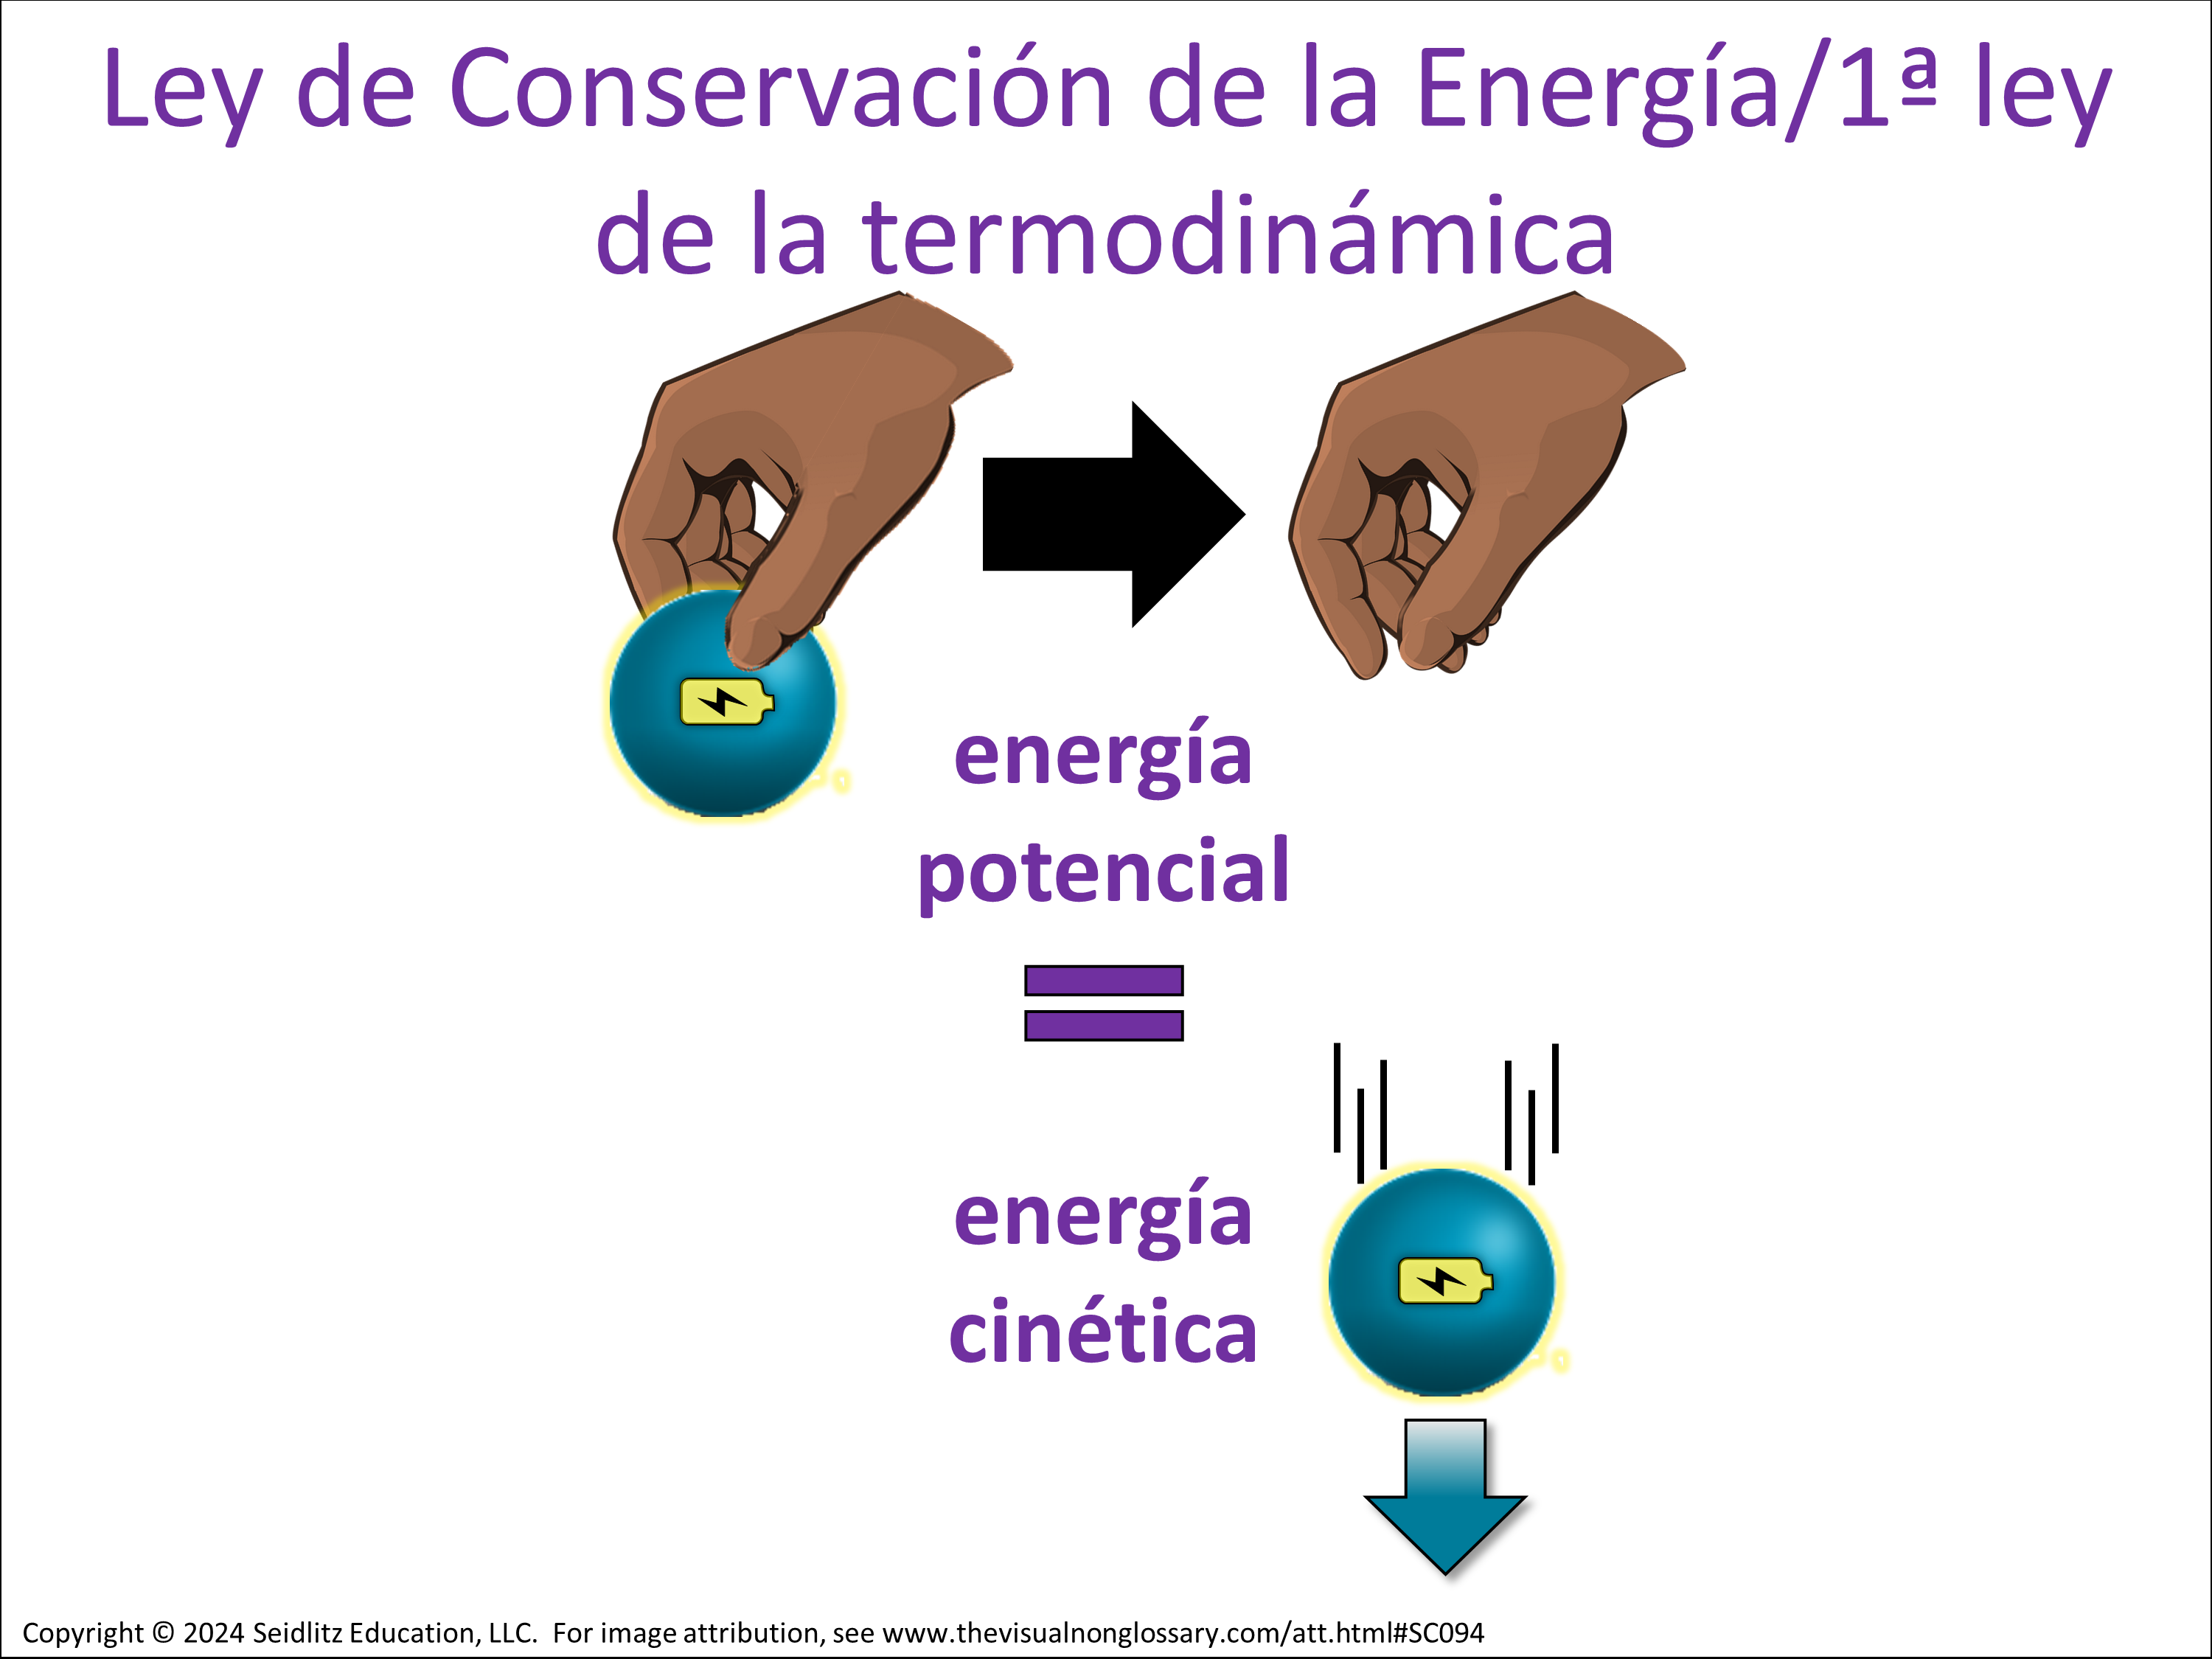 Ley de Conservación de la Energía/1ª ley
de la termodinámica
energía
potencial
energía
cinética
Copyright © 2024 Seidlitz Education, LLC.  For image attribution, see www.thevisualnonglossary.com/att.html#SC094